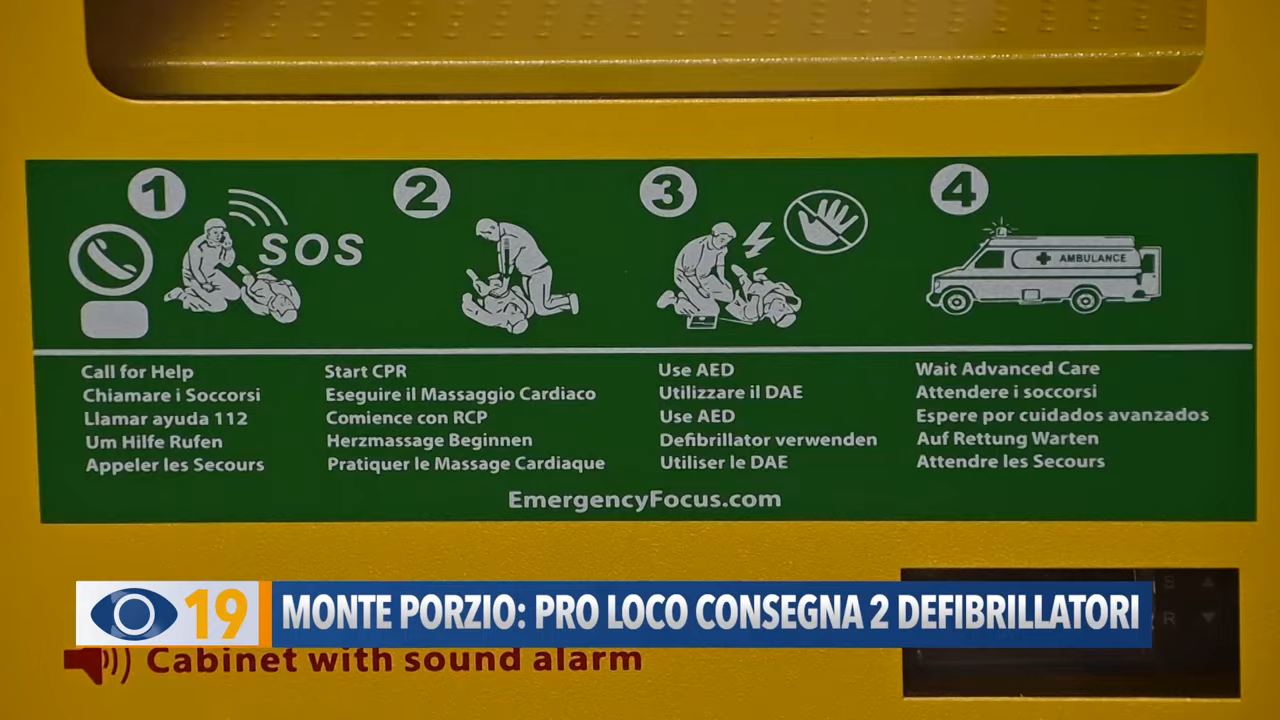 1
2
3
4
SOS
AMBULANCE
Call for Help
Chiamare i Soccorsi
Llamar ayuda 112
Um Hilfe Rufen
Appeler les Secours
Start CPR
Eseguire il Massaggio Cardiaco
Comience con RCP
Herzmassage Beginnen
Pratiquer le Massage Cardiaque
Use AED
Utilizzare il DAE
Use AED
Defibrillator verwenden
Utiliser le DAE
Wait Advanced Care
Attendere i soccorsi
Espere por cuidados avanzados
Auf Rettung Warten
Attendre les Secours
EmergencyFocus.com
19
MONTE PORZIO: PRO LOCO CONSEGNA 2 DEFIBRILLATORI
Cabinet with sound alarm
S
R